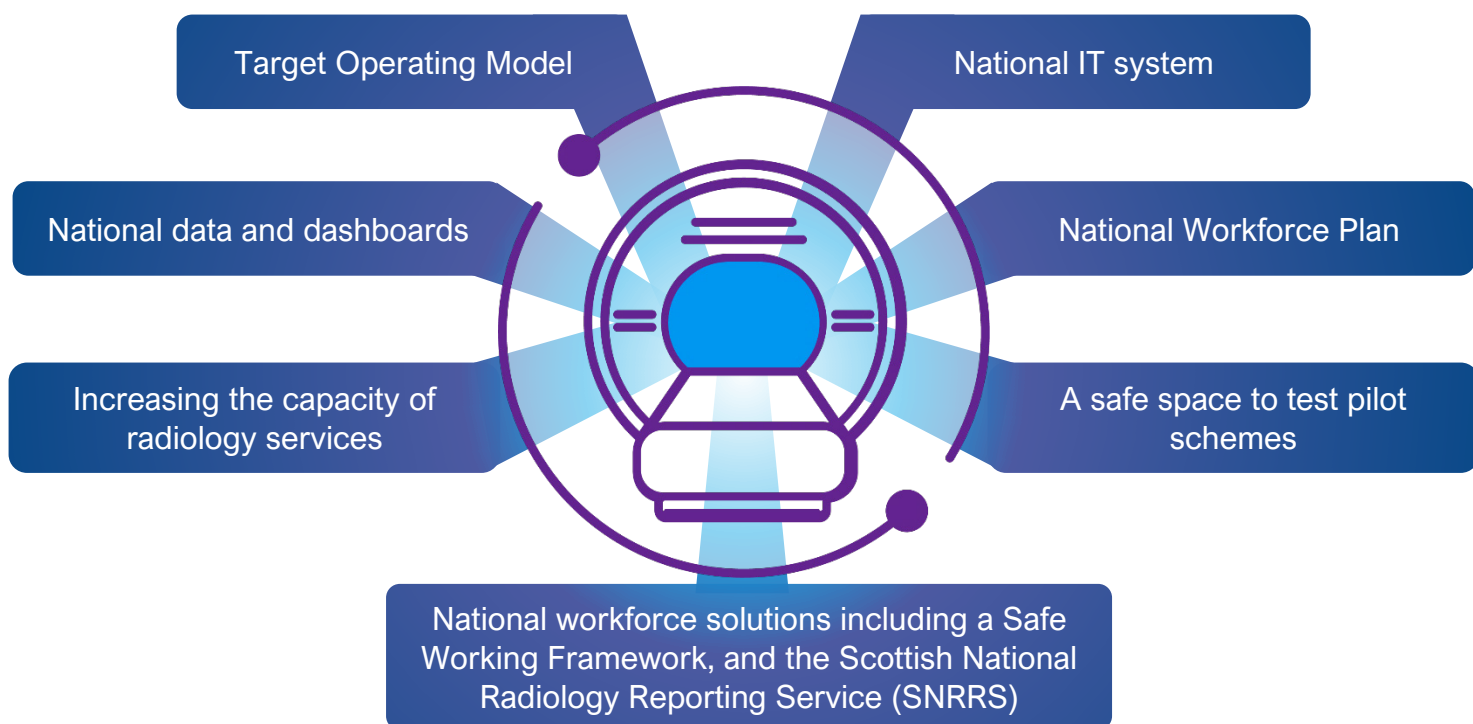 Target Operating Model
National IT system
National data and dashboards
National Workforce Plan
Increasing the capacity of
radiology services
A safe space to test pilot
schemes
National workforce solutions including a Safe
Working Framework, and the Scottish National
Radiology Reporting Service (SNRRS)